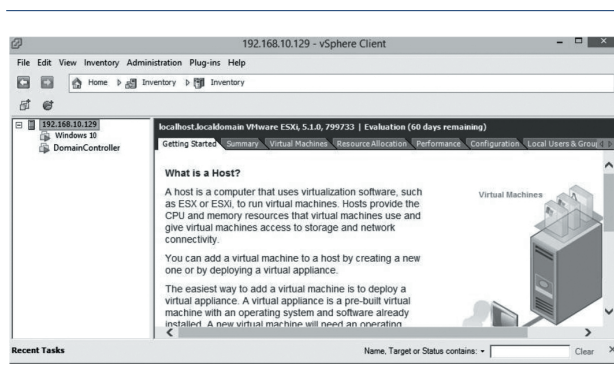 192.168.10.129 - vSphere Client
File Edit View Inventory Administration Plug-ins Help
Home Inventory Inventory
192.168.10.129
Windows 10
DomainController
localhost.localdomain VMware ESXi, 5.1.0, 799733 | Evaluation (60 days remaining)
Getting Started Summary Virtual Machines Resource Allocation Performance Configuration Local Users & Group
What is a Host?
A host is a computer that uses virtualization software, such
as ESX or ESXi, to run virtual machines. Hosts provide the
CPU and memory resources that virtual machines use and
give virtual machines access to storage and network
connectivity.
You can add a virtual machine to a host by creating a new
one or by deploying a virtual appliance.
The easiest way to add a virtual machine is to deploy a
virtual appliance. A virtual appliance is a pre-built virtual
machine with an operating system and software already
installed. A new virtual machine will need an operating
Virtual Machines
Recent Tasks
Name, Target or Status contains:
Clear